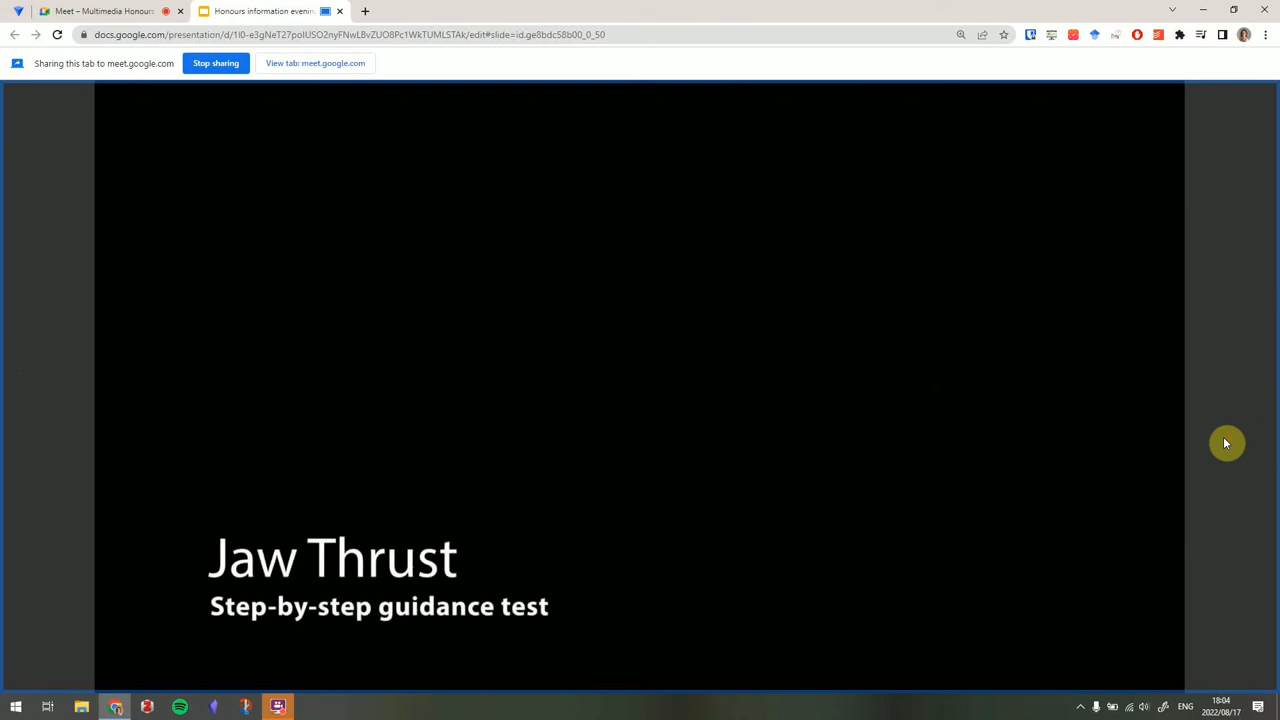 Meet – Multimedia Honours
Honours information evenin
docs.google.com/presentation/d/1I0-e3gNeT27poIUSO2nyFNwLBvZUO8Pc1WkTUMLSTAk/edit#slide=id.ge8bdc58b00_0_50
Sharing this tab to meet.google.com
Stop sharing
View tab: meet.google.com
Jaw Thrust
Step-by-step guidance test
ENG
18:04
2022/08/17